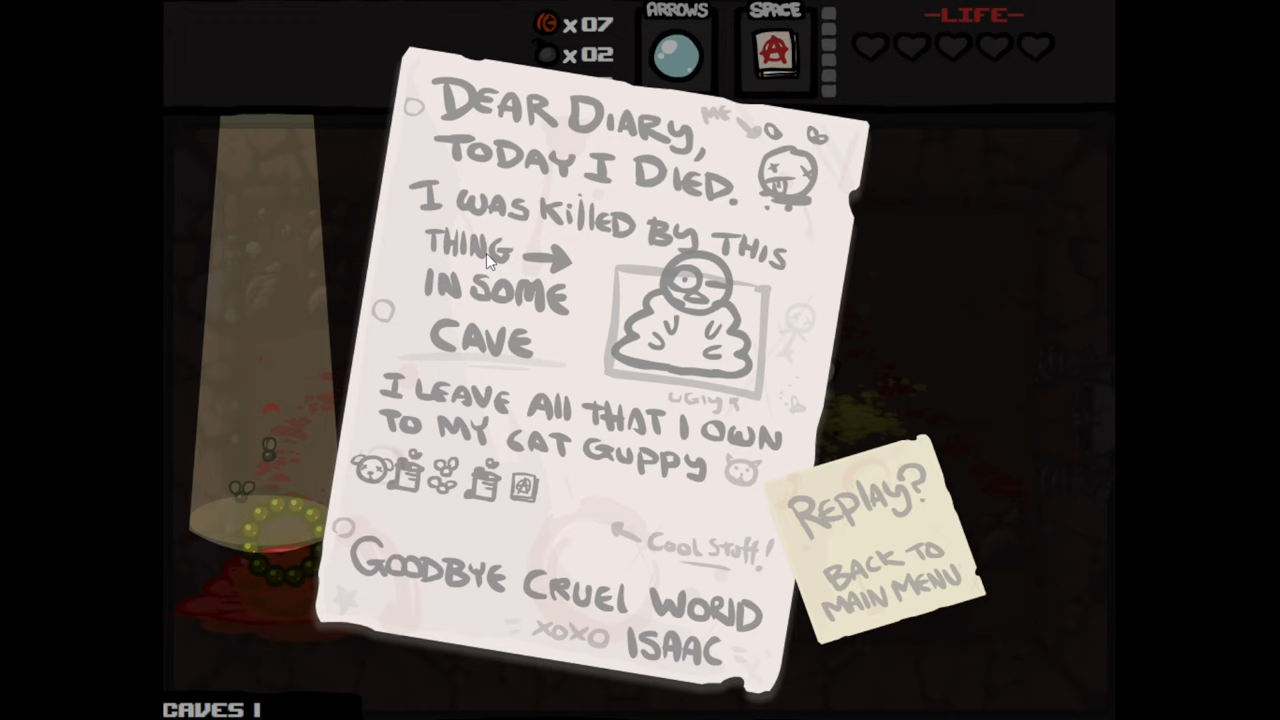 x07
x02
ARROWS
SPACE
-LIFE-
DEAR DIARY,
ME
TODAY I DIED.
I WAS KILLED BY THIS
THING →
IN SOME
CAVE
UGLY
I LEAVE ALL THAT I OWN
TO MY CAT GUPPY
COOL STUFF!
GOODBYE CRUEL WORLD
XOXO ISAAC
REPLAY?
BACK TO
MAIN MENU
CAVES I